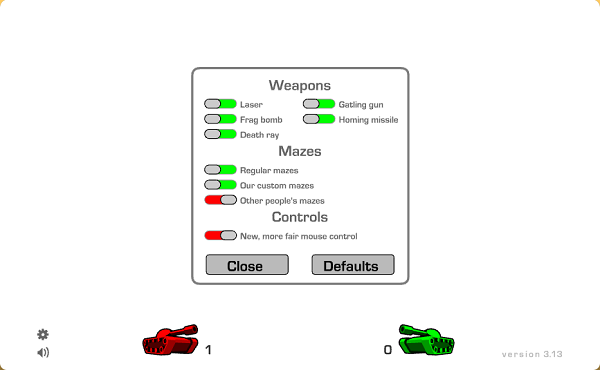 Weapons
Laser Gatling gun
Frag bomb Homing missile
Death ray
Mazes
Regular mazes
Our custom mazes
Other people's mazes
Controls
New, more fair mouse control
Close Defaults
1 0
version 3.13